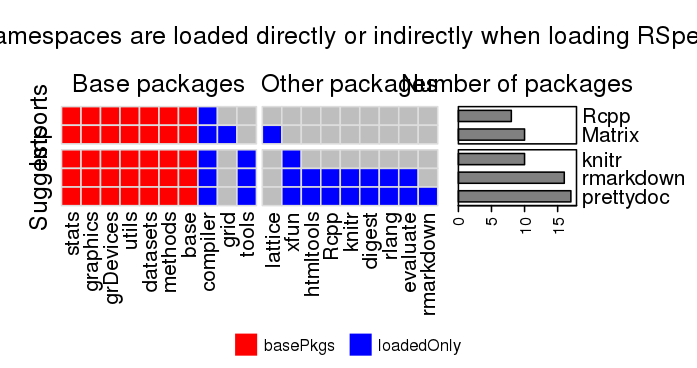 amespaces are loaded directly or indirectly when loading RSpe
Base packages
Other packages
Number of packages
Imports
Suggests
Rcpp
Matrix
knitr
rmarkdown
prettydoc
0
5
10
15
stats
graphics
grDevices
utils
datasets
methods
base
compiler
grid
tools
lattice
xfun
htmltools
Rcpp
knitr
digest
rlang
evaluate
rmarkdown
basePkgs
loadedOnly